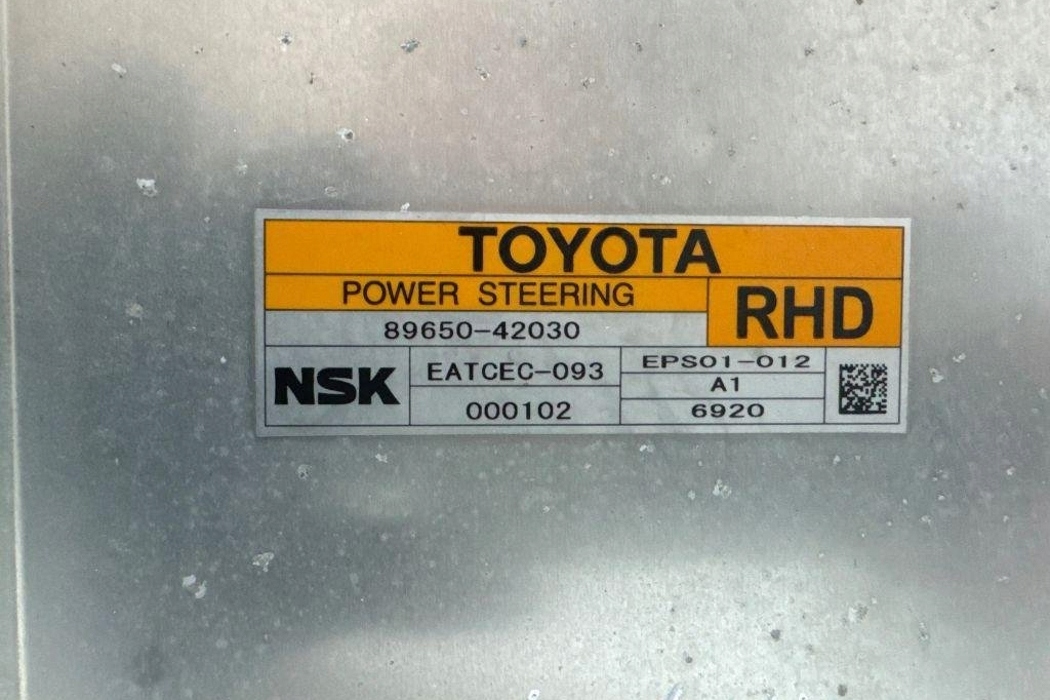 TOYOTA
POWER STEERING
RHD
89650-42030
NSK
EATCEC-093
000102
EPS01-012
A1
6920